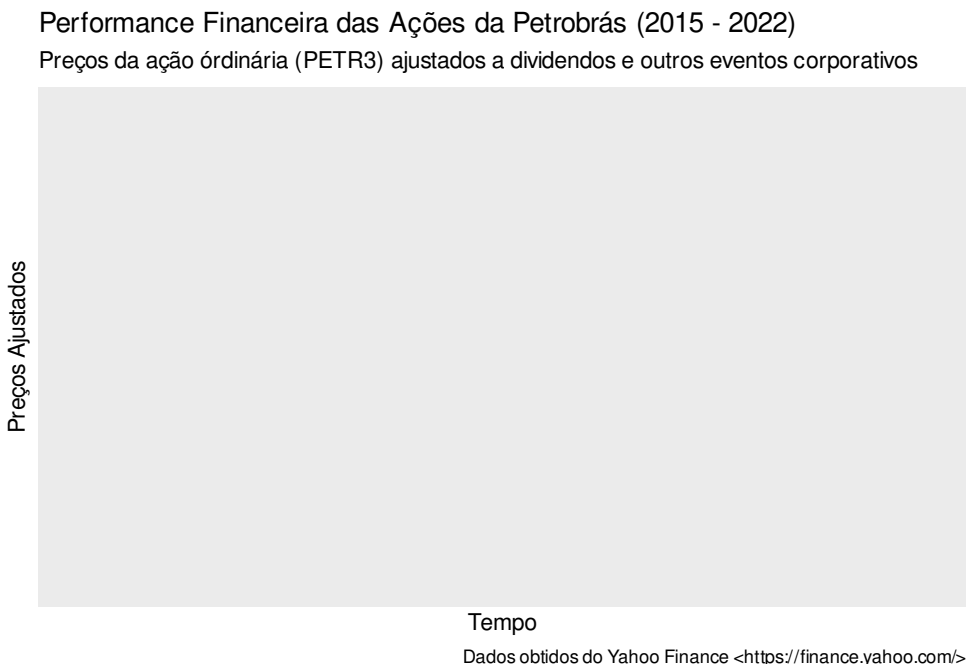 Performance Financeira das Ações da Petrobrás (2015 - 2022)
Preços da ação órdinária (PETR3) ajustados a dividendos e outros eventos corporativos
Preços Ajustados
Tempo
Dados obtidos do Yahoo Finance <https://finance.yahoo.com/>